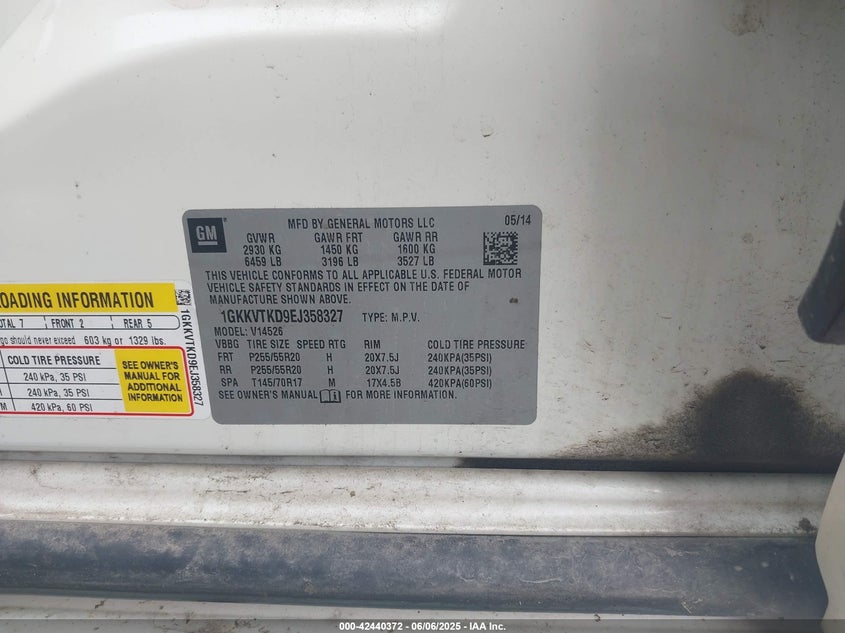 GM
MFD BY GENERAL MOTORS LLC 05/14
GVWR GAWR FRT GAWR RR
2930 KG 1450 KG 1600 KG
6459 LB 3196 LB 3527 LB
THIS VEHICLE CONFORMS TO ALL APPLICABLE U.S. FEDERAL MOTOR
VEHICLE SAFETY STANDARDS IN EFFECT ON THE DATE OF
MANUFACTURE SHOWN ABOVE.
1GKKVTKD9EJ358327 TYPE: M.P.V.
MODEL: V14526
VBBG TIRE SIZE SPEED RTG RIM COLD TIRE PRESSURE
FRT P255/55R20 H 20X7.5J 240KPA(35PSI)
RR P255/55R20 H 20X7.5J 240KPA(35PSI)
SPA T145/70R17 M 17X4.5B 420KPA(60PSI)
SEE OWNER'S MANUAL FOR MORE INFORMATION.
OADING INFORMATION
OTAL 7 FRONT 2 REAR 5
go should never exceed 603 kg or 1329 lbs.
COLD TIRE PRESSURE
240 kPa, 35 PSI
240 kPa, 35 PSI
M 420 kPa, 60 PSI
SEE OWNER'S
MANUAL FOR
ADDITIONAL
INFORMATION
1GKKVTKD9EJ358327
000-42440372 - 06/06/2025 - IAA Inc.